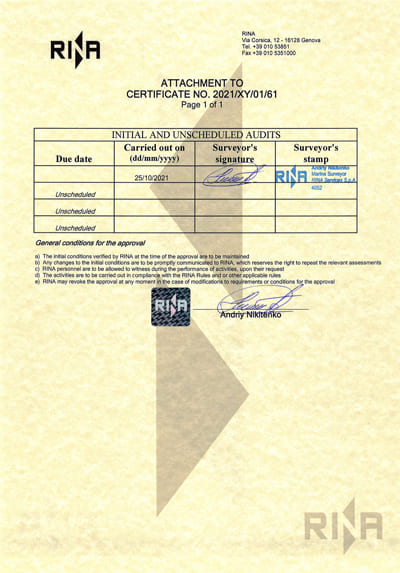 RINA
RINA
Via Corsica, 12 - 16128 Genova
Tel. +39 010 53851
Fax +39 010 5351000
ATTACHMENT TO
CERTIFICATE NO. 2021/XY/01/61
Page 1 of 1
INITIAL AND UNSCHEDULED AUDITS
Due date
Carried out on
(dd/mm/yyyy)
Surveyor's
signature
Surveyor's
stamp
25/10/2021
RINA
Andriy Nikitenko
Marine Surveyor
RINA Services S.p.A.
4052
Unscheduled
Unscheduled
Unscheduled
General conditions for the approval
a) The initial conditions verified by RINA at the time of the approval are to be maintained
b) Any changes to the initial conditions are to be promptly communicated to RINA, which reserves the right to repeat the relevant assessments
c) RINA personnel are to be allowed to witness during the performance of activities, upon their request
d) The activities are to be carried out in compliance with the RINA Rules and or other applicable rules
e) RINA may revoke the approval at any moment in the case of modifications to requirements or conditions for the approval
RINA
Andriy Nikitenko
RINA